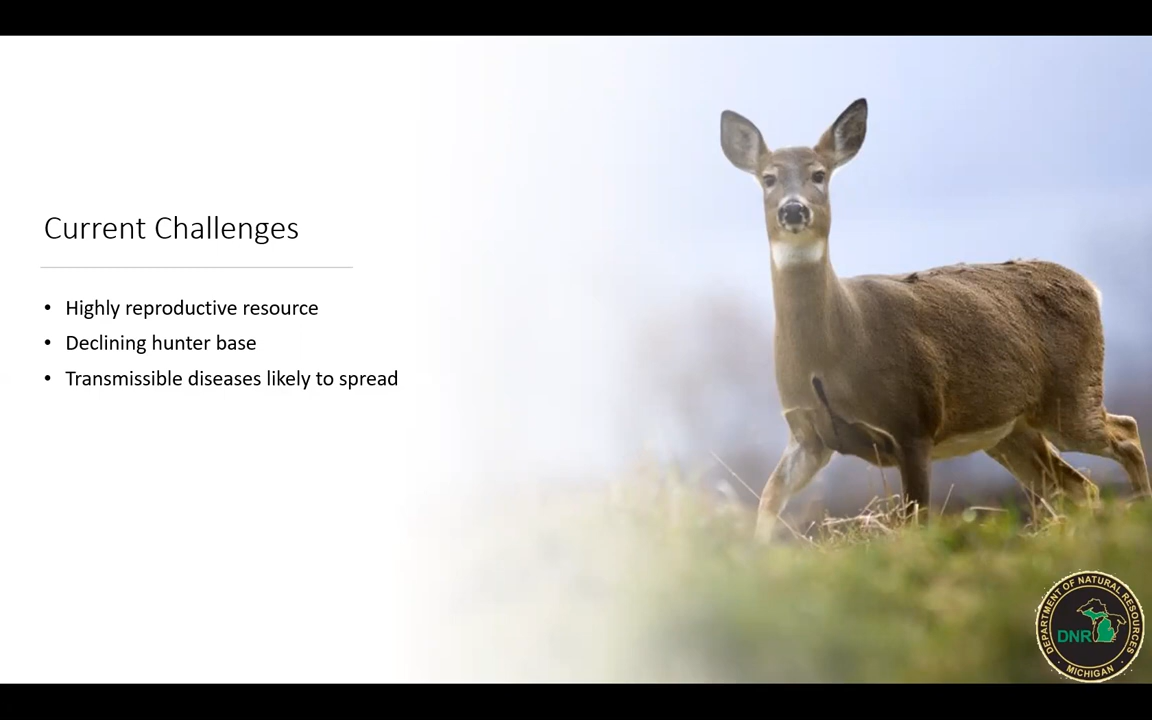 Current Challenges
• Highly reproductive resource
• Declining hunter base
• Transmissible diseases likely to spread
DEPARTMENT OF NATURAL RESOURCES
DNR
MICHIGAN